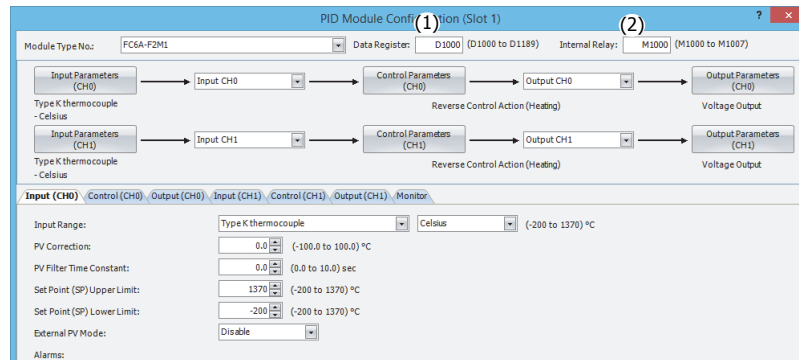 PID Module Configuration (Slot 1)
? x
(1) (2)
Module Type No.: FC6A-F2M1 Data Register: D1000 (D1000 to D1189) Internal Relay: M1000 (M1000 to M1007)
Input Parameters (CH0) Input CH0 Control Parameters (CH0) Output CH0 Output Parameters (CH0)
Type K thermocouple Reverse Control Action (Heating) Voltage Output
- Celsius
Input Parameters (CH1) Input CH1 Control Parameters (CH1) Output CH1 Output Parameters (CH1)
Type K thermocouple Reverse Control Action (Heating) Voltage Output
- Celsius
Input (CH0) Control (CH0) Output (CH0) Input (CH1) Control (CH1) Output (CH1) Monitor
Input Range: Type K thermocouple Celsius (-200 to 1370) °C
PV Correction: 0.0 (-100.0 to 100.0) °C
PV Filter Time Constant: 0.0 (0.0 to 10.0) sec
Set Point (SP) Upper Limit: 1370 (-200 to 1370) °C
Set Point (SP) Lower Limit: -200 (-200 to 1370) °C
External PV Mode: Disable
Alarms: